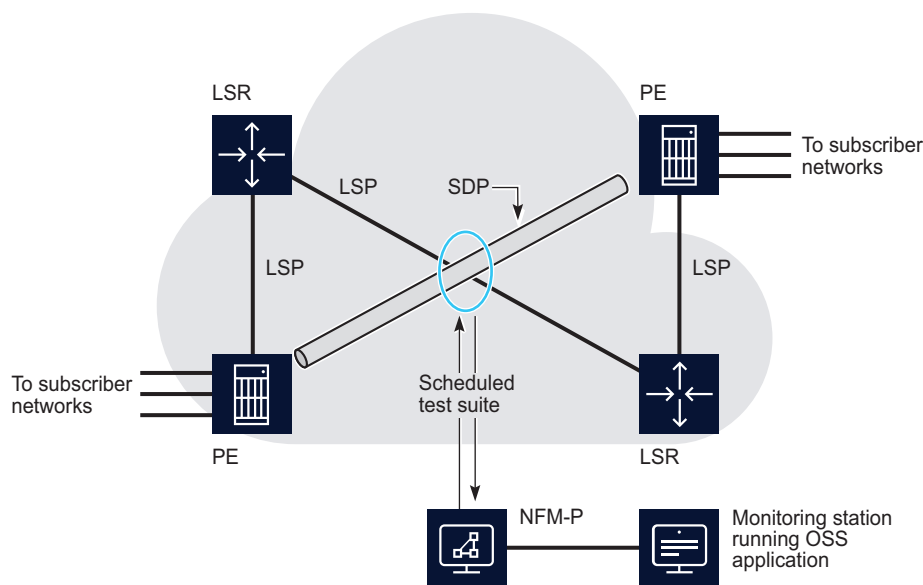 LSR
PE
To subscriber
networks
LSP
SDP
LSP
LSP
To subscriber
networks
Scheduled
test suite
PE
LSR
NFM-P
Monitoring station
running OSS
application